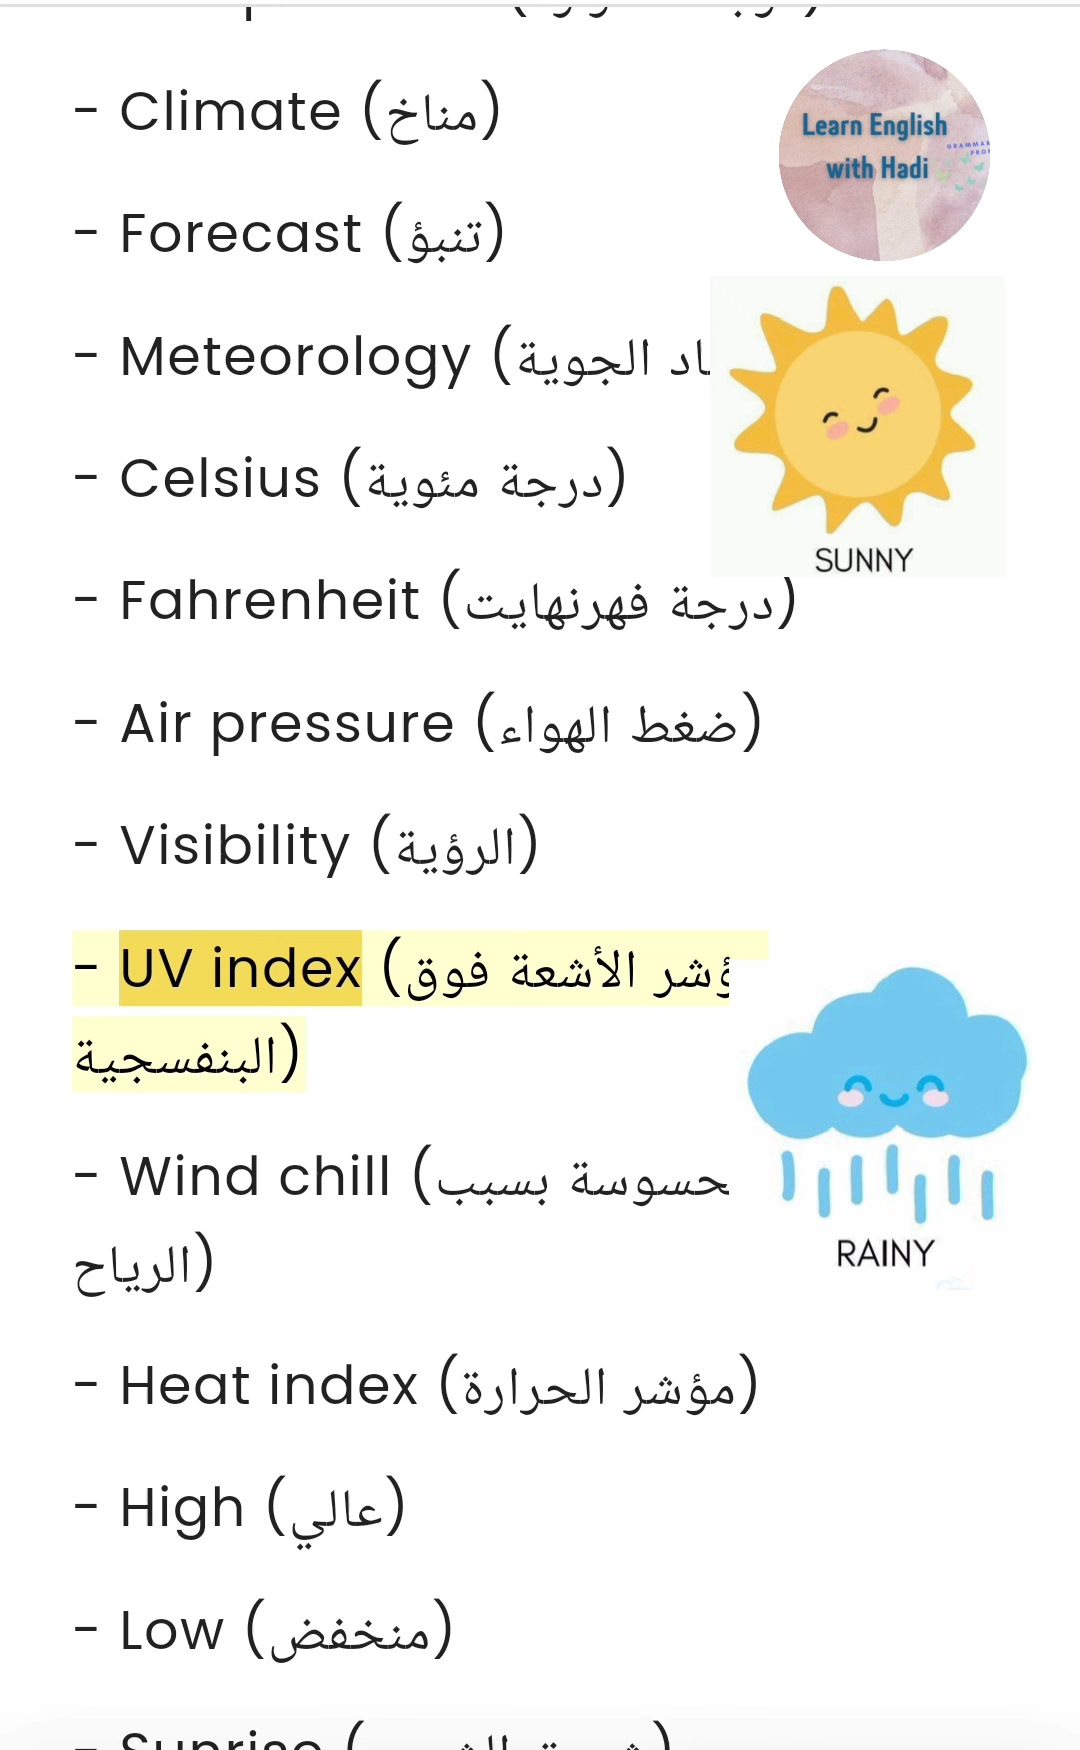 - Climate (مناخ)
- Forecast (تنبؤ)
- Meteorology (الجوية
- Celsius (درجة مئوية)
- Fahrenheit (درجة فهرنهايت)
- Air pressure (ضغط الهواء)
- Visibility (الرؤية)
- UV index (الأشعة فوق
البنفسجية)
- Wind chill (بسبب
الرياح)
- Heat index (مؤشر الحرارة)
- High (عالي)
- Low (منخفض)
Learn English
with Hadi
SUNNY
RAINY